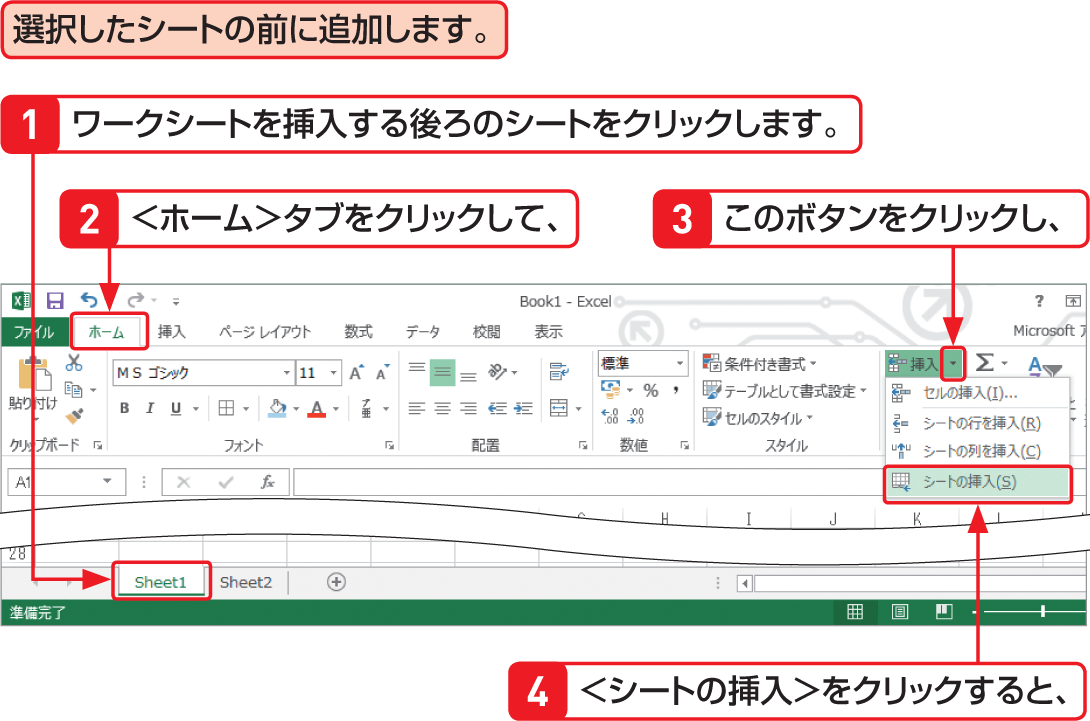 選択したシートの前に追加します。
1 ワークシートを挿入する後ろのシートをクリックします。
2 <ホーム>タブをクリックして、
3 このボタンをクリックし、
Book1 - Excel
?
ファイル ホーム 挿入 ページ レイアウト 数式 データ 校閲 表示
Microsoft
ＭＳ ゴシック 11
標準
条件付き書式
挿入
Σ
A
貼り付け
B I U
A
%
テーブルとして書式設定
セルのスタイル
クリップボード フォント 配置 数値 スタイル
セルの挿入(I)...
シートの行を挿入(R)
シートの列を挿入(C)
シートの挿入(S)
A1
fx
G H I J K L
28
Sheet1 Sheet2
準備完了
4 <シートの挿入>をクリックすると、